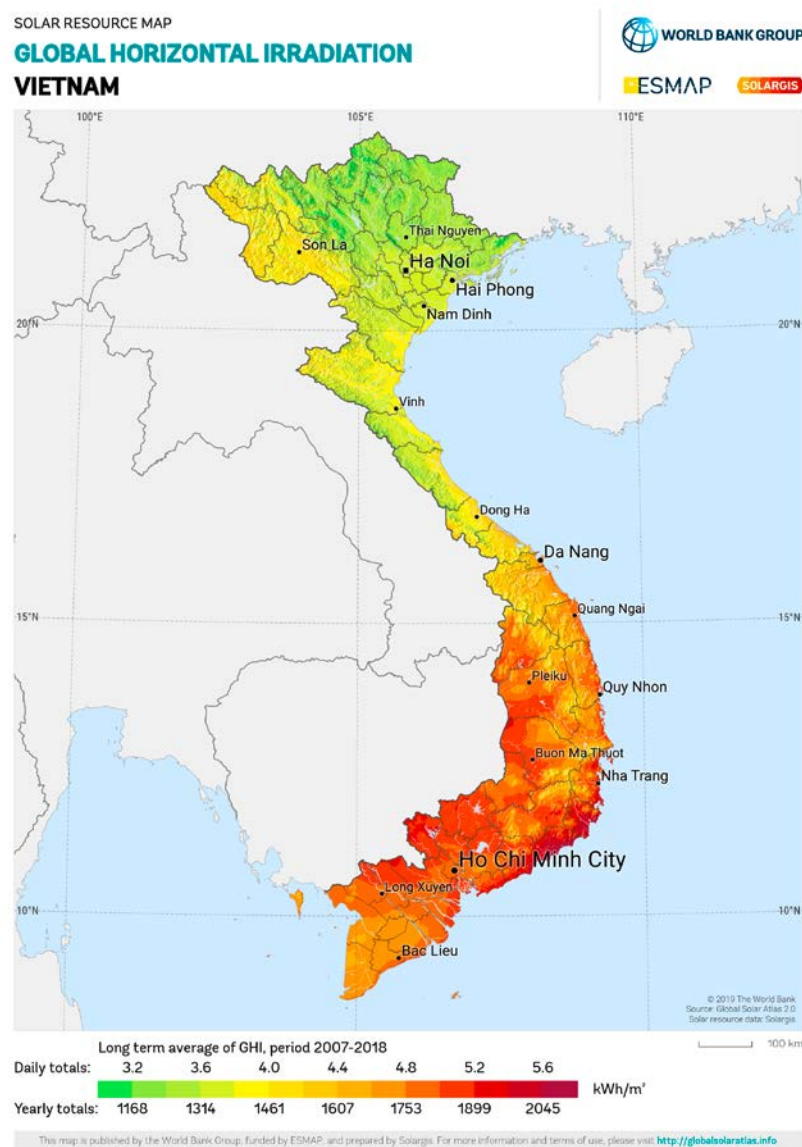 SOLAR RESOURCE MAP
GLOBAL HORIZONTAL IRRADIATION
VIETNAM
WORLD BANK GROUP
ESMAP
SOLARGIS
100°E
105°E
110°E
Thai Nguyen
Son La
Ha Noi
Hai Phong
Nam Dinh
20°N
20°N
Vinh
Dong Ha
Da Nang
Quang Ngai
15°N
15°N
Pleiku
Quy Nhon
Buon Ma Thuot
Nha Trang
Ho Chi Minh City
Long Xuyen
10°N
10°N
Bac Lieu
© 2019 The World Bank
Source: Global Solar Atlas 2.0
Solar resource data: Solargis
100 km
Long term average of GHI, period 2007-2018
Daily totals: 3.2 3.6 4.0 4.4 4.8 5.2 5.6
kWh/m²
Yearly totals: 1168 1314 1461 1607 1753 1899 2045
This map is published by the World Bank Group, funded by ESMAP, and prepared by Solargis. For more information and terms of use, please visit http://globalsolaratlas.info